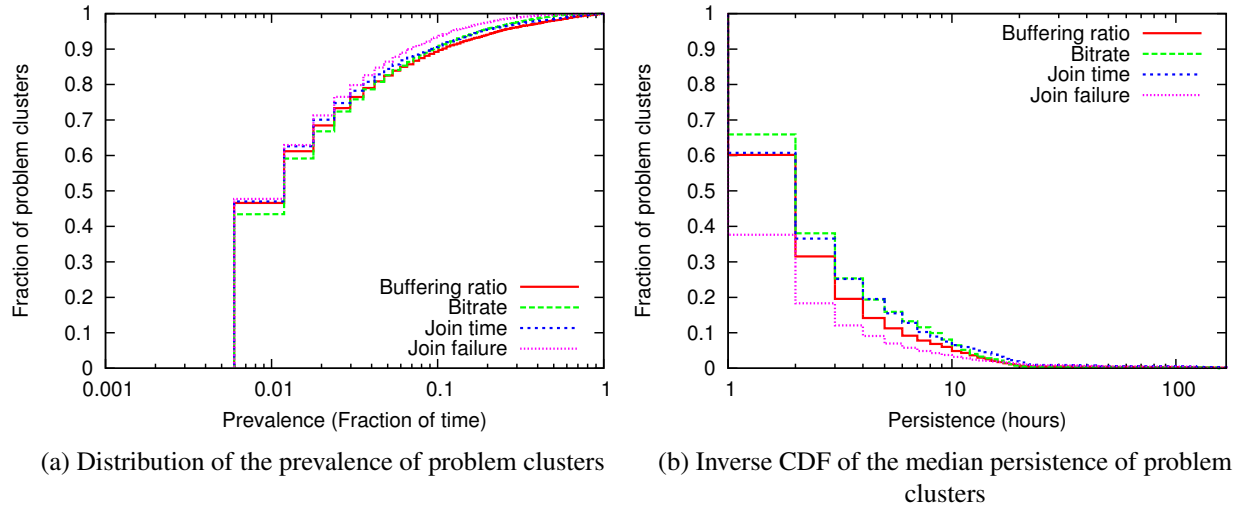 1
0.9
0.8
0.7
0.6
0.5
0.4
0.3
0.2
0.1
0
Fraction of problem clusters
0.001
0.01
0.1
1
Prevalence (Fraction of time)
Buffering ratio
Bitrate
Join time
Join failure
(a) Distribution of the prevalence of problem clusters
1
0.9
0.8
0.7
0.6
0.5
0.4
0.3
0.2
0.1
0
Fraction of problem clusters
1
10
100
Persistence (hours)
Buffering ratio
Bitrate
Join time
Join failure
(b) Inverse CDF of the median persistence of problem
clusters